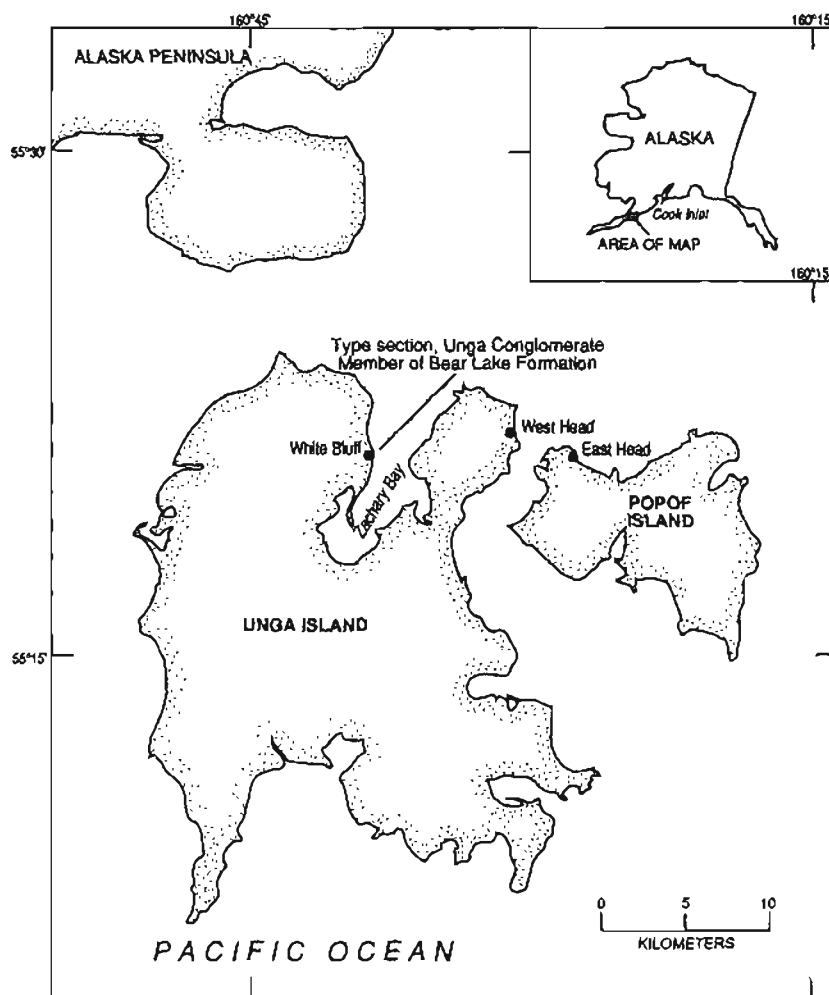 160°45'
160°15'
ALASKA PENINSULA
55°30'
ALASKA
Cook Inlet
AREA OF MAP
160°15'
Type section, Unga Conglomerate
Member of Bear Lake Formation
West Head
White Bluff
East Head
Zachary Bay
POPOF
ISLAND
UNGA ISLAND
55°15'
0 5 10
KILOMETERS
PACIFIC OCEAN